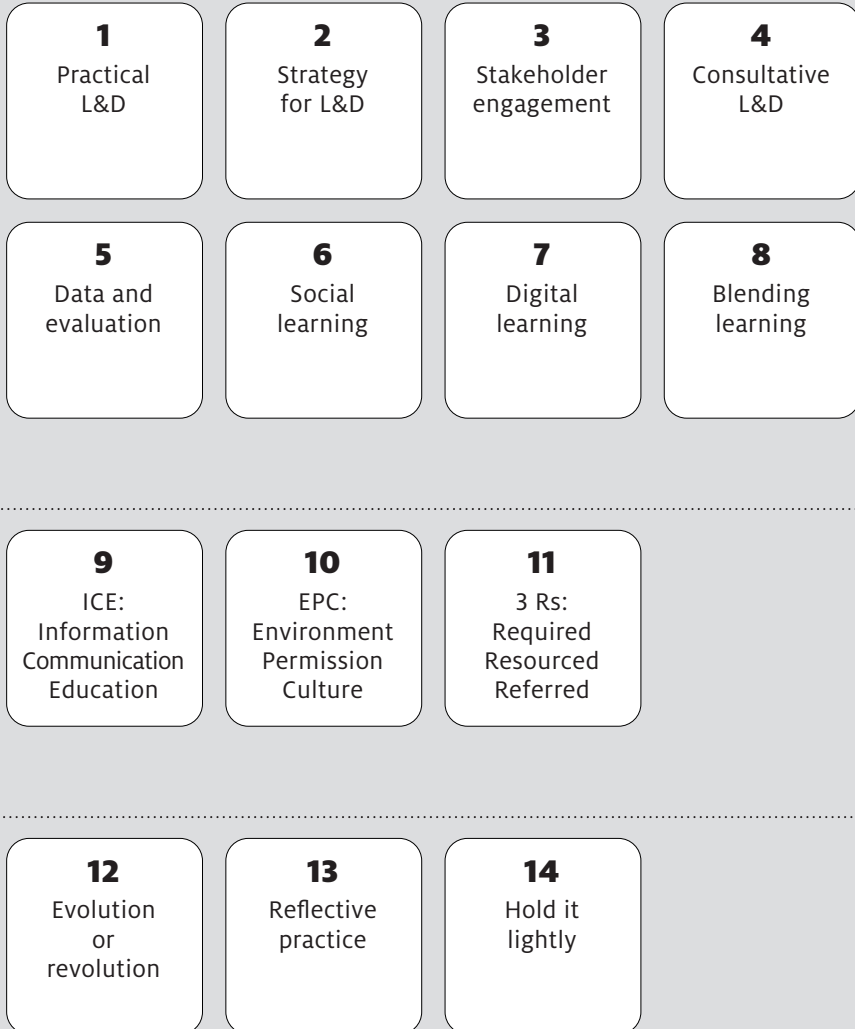 1
Practical
L&D
2
Strategy
for L&D
3
Stakeholder
engagement
4
Consultative
L&D
5
Data and
evaluation
6
Social
learning
7
Digital
learning
8
Blending
learning
9
ICE:
Information
Communication
Education
10
EPC:
Environment
Permission
Culture
11
3 Rs:
Required
Resourced
Referred
12
Evolution
or
revolution
13
Reflective
practice
14
Hold it
lightly